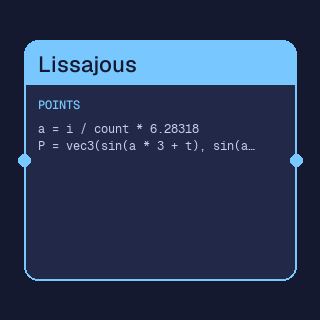 Lissajous
POINTS
a = i / count * 6.28318
P = vec3(sin(a * 3 + t), sin(a…